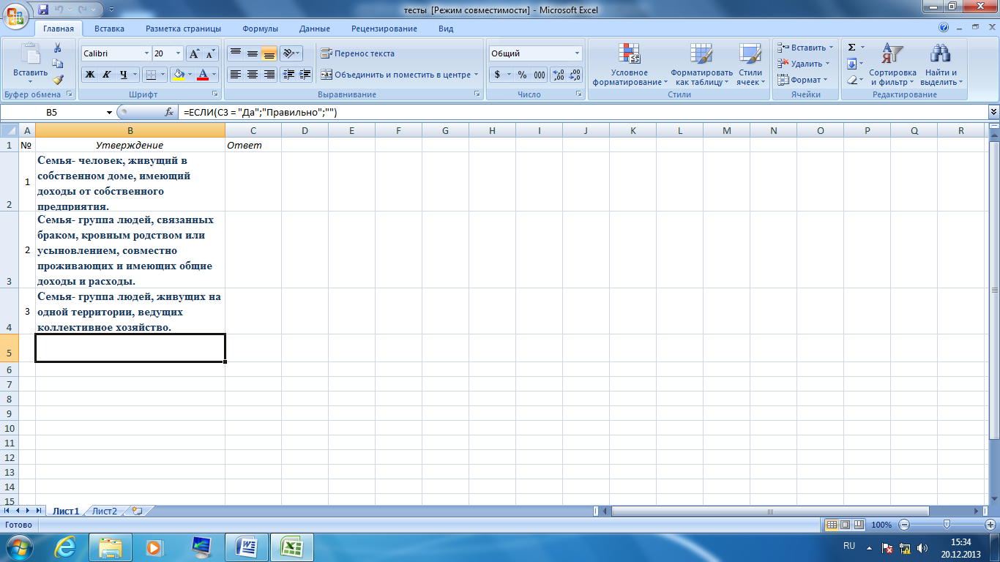 тесты [Режим совместимости] - Microsoft Excel
Главная Вставка Разметка страницы Формулы Данные Рецензирование Вид
Вставить
Буфер обмена
Calibri 20
Ж К Ч
Шрифт
Перенос текста
Объединить и поместить в центре
Выравнивание
Общий
$ % 000
Число
Условное форматирование
Форматировать как таблицу
Стили ячеек
Стили
Вставить
Удалить
Формат
Ячейки
Σ
Сортировка и фильтр
Найти и выделить
Редактирование
B5 fx =ЕСЛИ(C3 = "Да";"Правильно";"")
A B C D E F G H I J K L M N O P Q R
1 № Утверждение Ответ
2 1 Семья- человек, живущий в
собственном доме, имеющий
доходы от собственного
предприятия.
3 2 Семья- группа людей, связанных
браком, кровным родством или
усыновлением, совместно
проживающих и имеющих общие
доходы и расходы.
4 3 Семья- группа людей, живущих на
одной территории, ведущих
коллективное хозяйство.
5
6
7
8
9
10
11
12
13
14
15
Лист1 Лист2
Готово 100%
RU 15:34
20.12.2013